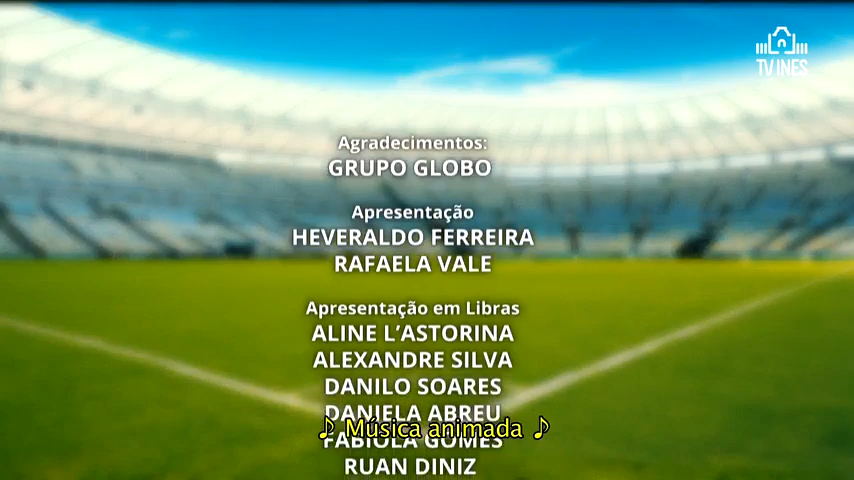 TV INES
Agradecimentos:
GRUPO GLOBO
Apresentação
HEVERALDO FERREIRA
RAFAELA VALE
Apresentação em Libras
ALINE L’ASTORINA
ALEXANDRE SILVA
DANILO SOARES
DANIELA ABREU
♪ Música animada ♪
FABÍOLA GOMES
RUAN DINIZ